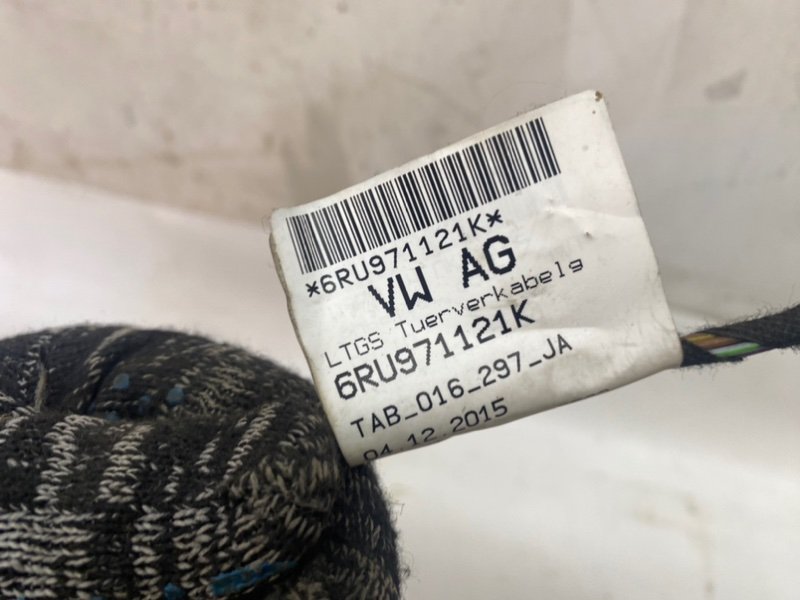 *6RU971121K*
VW AG
LTGS Tuerverkabelg
6RU971121K
TAB_016_297_JA
04.12.2015